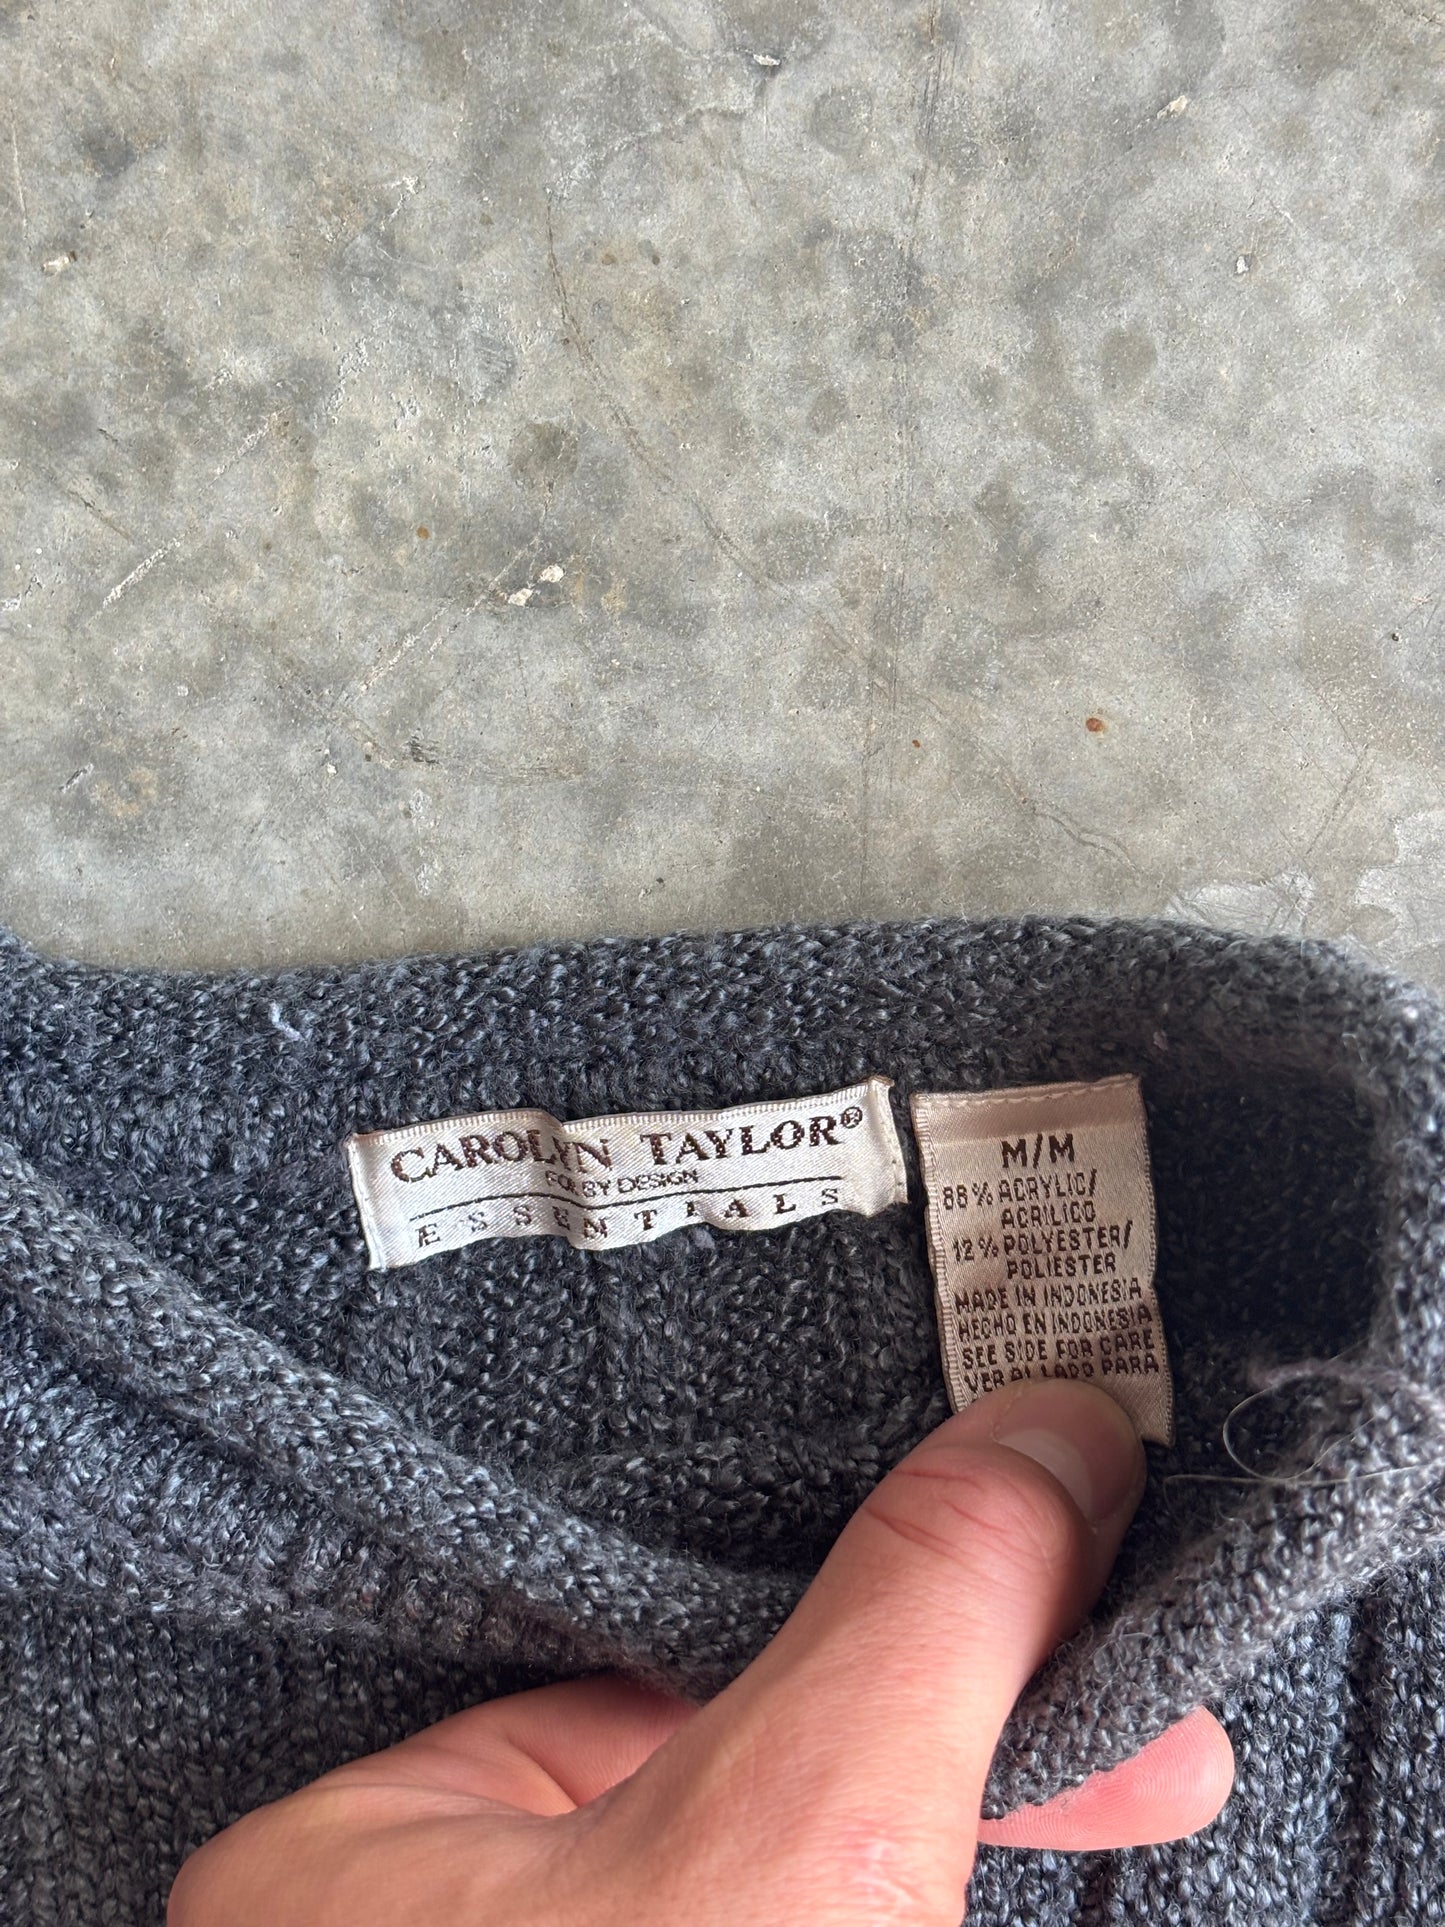 CAROLYN TAYLOR®
FOR BY DESIGN
ESSENTIALS
M/M
88% ACRYLIC/
ACRILICO
12% POLYESTER/
POLIESTER
MADE IN INDONESIA
HECHO EN INDONESIA
SEE SIDE FOR CARE
VER AL LADO PARA